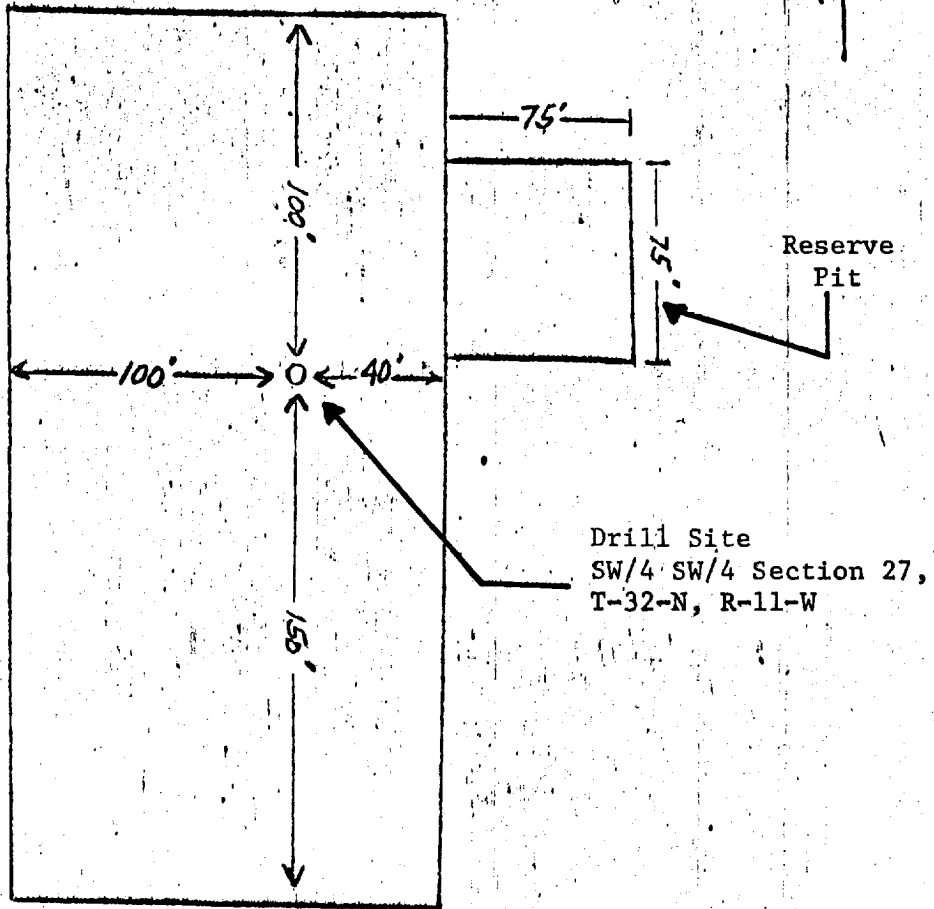 75'
100'
75'
Reserve
Pit
100'
40'
Drill Site
SW/4 SW/4 Section 27,
T-32-N, R-11-W
150'